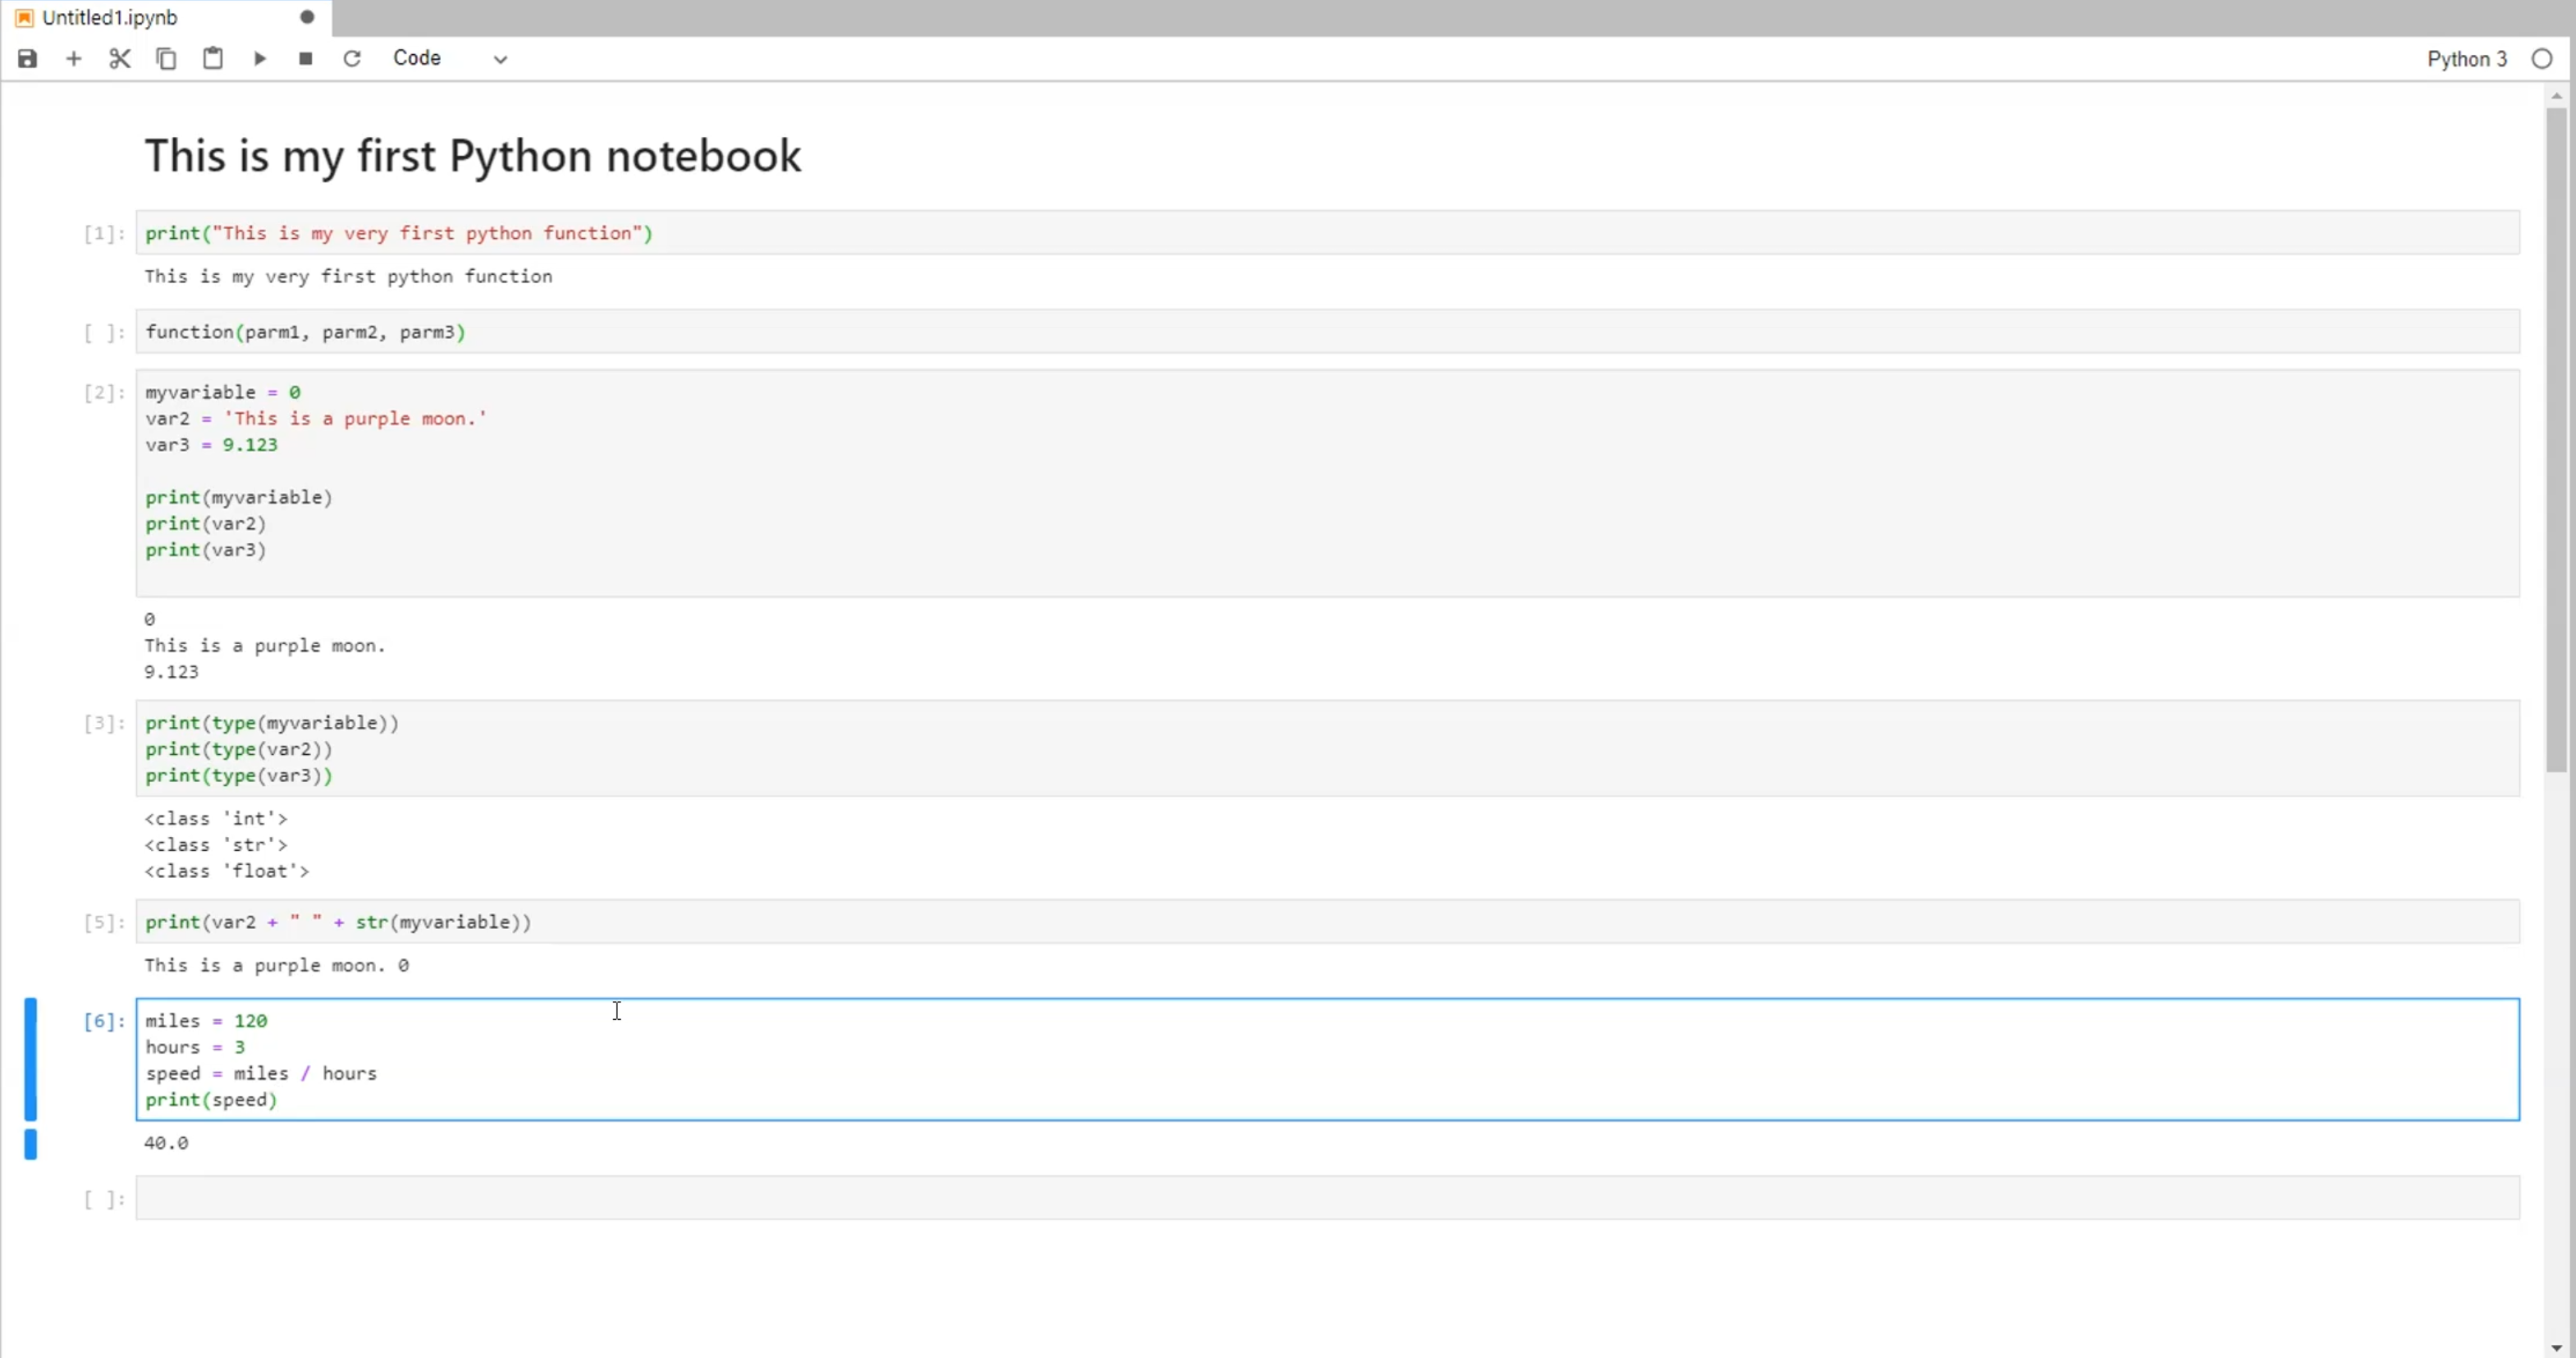 Untitled1.ipynb
Code
Python 3
This is my first Python notebook
[1]: print("This is my very first python function")
This is my very first python function
[ ]: function(parm1, parm2, parm3)
[2]: myvariable = 0
var2 = 'This is a purple moon.'
var3 = 9.123
print(myvariable)
print(var2)
print(var3)
0
This is a purple moon.
9.123
[3]: print(type(myvariable))
print(type(var2))
print(type(var3))
<class 'int'>
<class 'str'>
<class 'float'>
[5]: print(var2 + " " + str(myvariable))
This is a purple moon. 0
[6]: miles = 120
hours = 3
speed = miles / hours
print(speed)
40.0
[ ]: